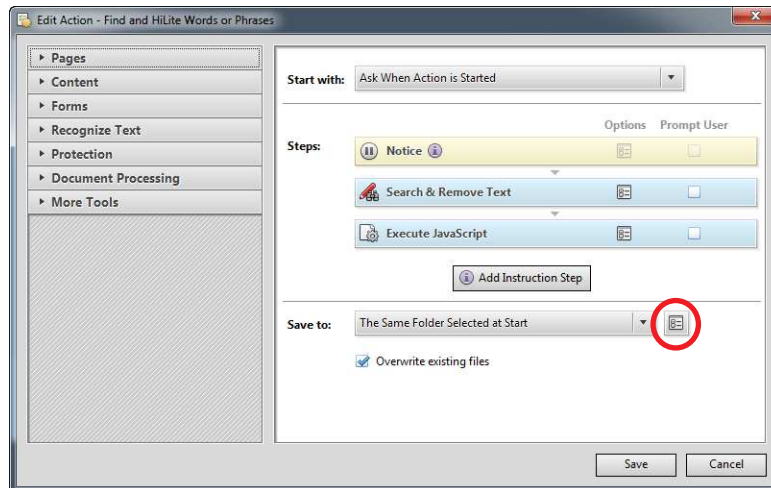 Edit Action - Find and HiLite Words or Phrases
Pages
Content
Forms
Recognize Text
Protection
Document Processing
More Tools
Start with: Ask When Action is Started
Options Prompt User
Steps:
Notice
Search & Remove Text
Execute JavaScript
Add Instruction Step
Save to: The Same Folder Selected at Start
Overwrite existing files
Save Cancel